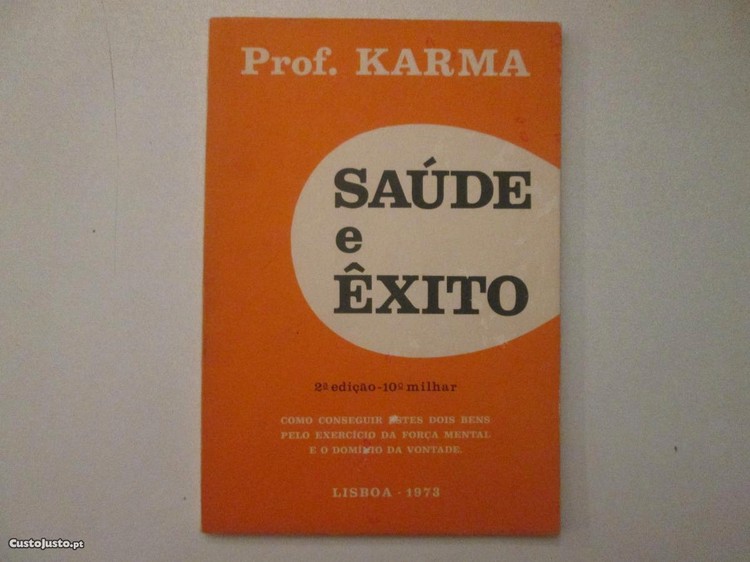 Prof. KARMA
SAÚDE
e
ÊXITO
2ª edição-10º milhar
COMO CONSEGUIR ESTES DOIS BENS
PELO EXERCÍCIO DA FORÇA MENTAL
E O DOMÍNIO DA VONTADE.
LISBOA - 1973
CustoJusto.pt